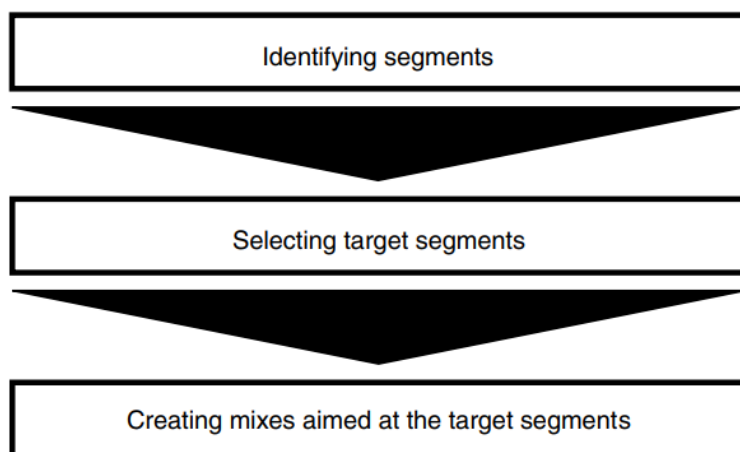 Identifying segments
Selecting target segments
Creating mixes aimed at the target segments